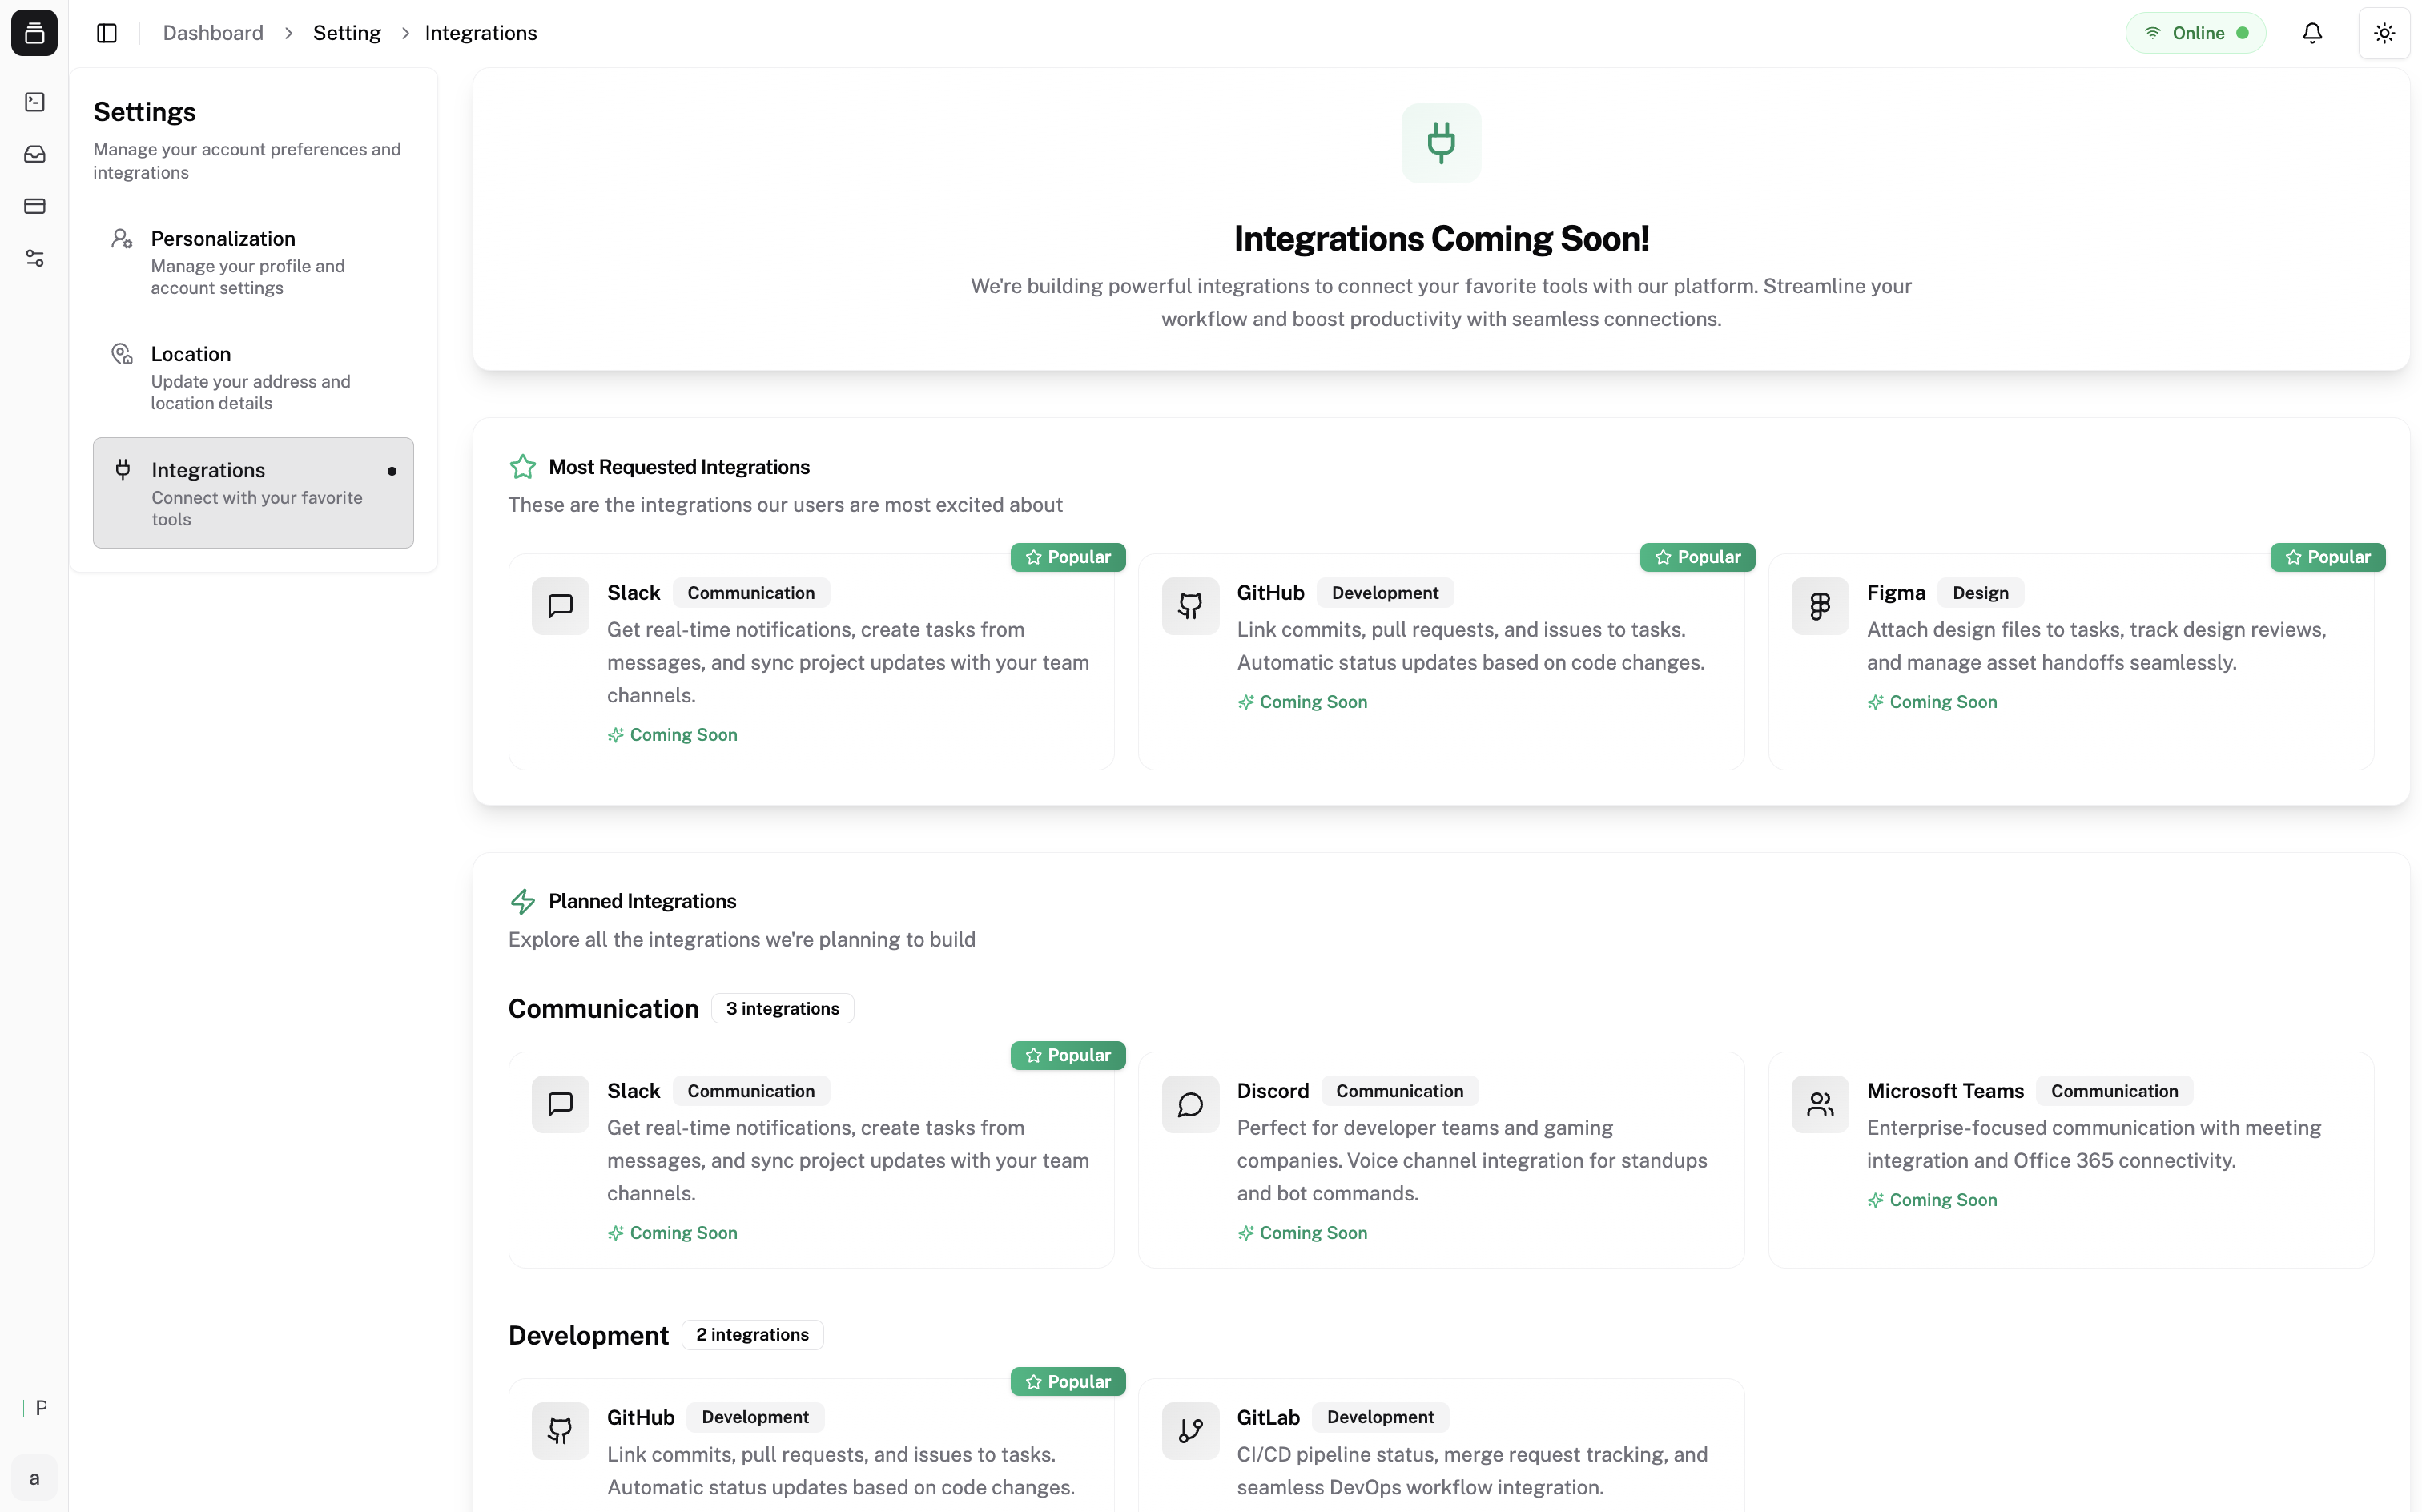 Dashboard
Setting
Integrations
Online
Settings
Manage your account preferences and
integrations
Personalization
Manage your profile and
account settings
Location
Update your address and
location details
Integrations
Connect with your favorite
tools
P
a
Integrations Coming Soon!
We're building powerful integrations to connect your favorite tools with our platform. Streamline your
workflow and boost productivity with seamless connections.
Most Requested Integrations
These are the integrations our users are most excited about
Popular
Slack
Communication
Get real-time notifications, create tasks from
messages, and sync project updates with your team
channels.
Coming Soon
Popular
GitHub
Development
Link commits, pull requests, and issues to tasks.
Automatic status updates based on code changes.
Coming Soon
Popular
Figma
Design
Attach design files to tasks, track design reviews,
and manage asset handoffs seamlessly.
Coming Soon
Planned Integrations
Explore all the integrations we're planning to build
Communication
3 integrations
Popular
Slack
Communication
Get real-time notifications, create tasks from
messages, and sync project updates with your team
channels.
Coming Soon
Discord
Communication
Perfect for developer teams and gaming
companies. Voice channel integration for standups
and bot commands.
Coming Soon
Microsoft Teams
Communication
Enterprise-focused communication with meeting
integration and Office 365 connectivity.
Coming Soon
Development
2 integrations
Popular
GitHub
Development
Link commits, pull requests, and issues to tasks.
Automatic status updates based on code changes.
GitLab
Development
CI/CD pipeline status, merge request tracking, and
seamless DevOps workflow integration.